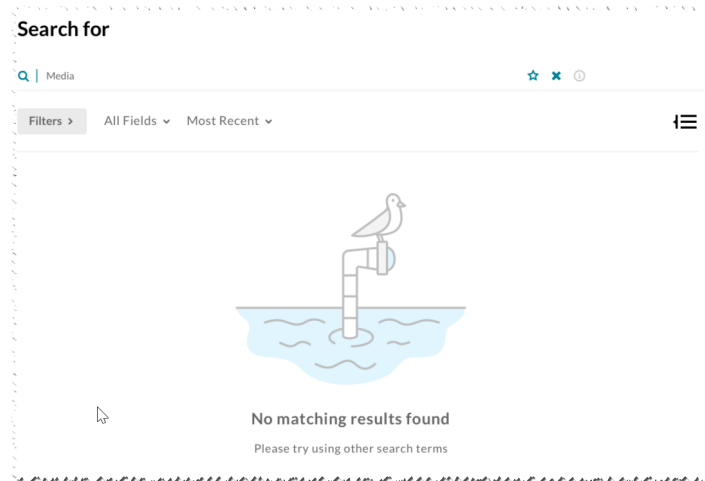 Search for
Media
Filters All Fields Most Recent
No matching results found
Please try using other search terms